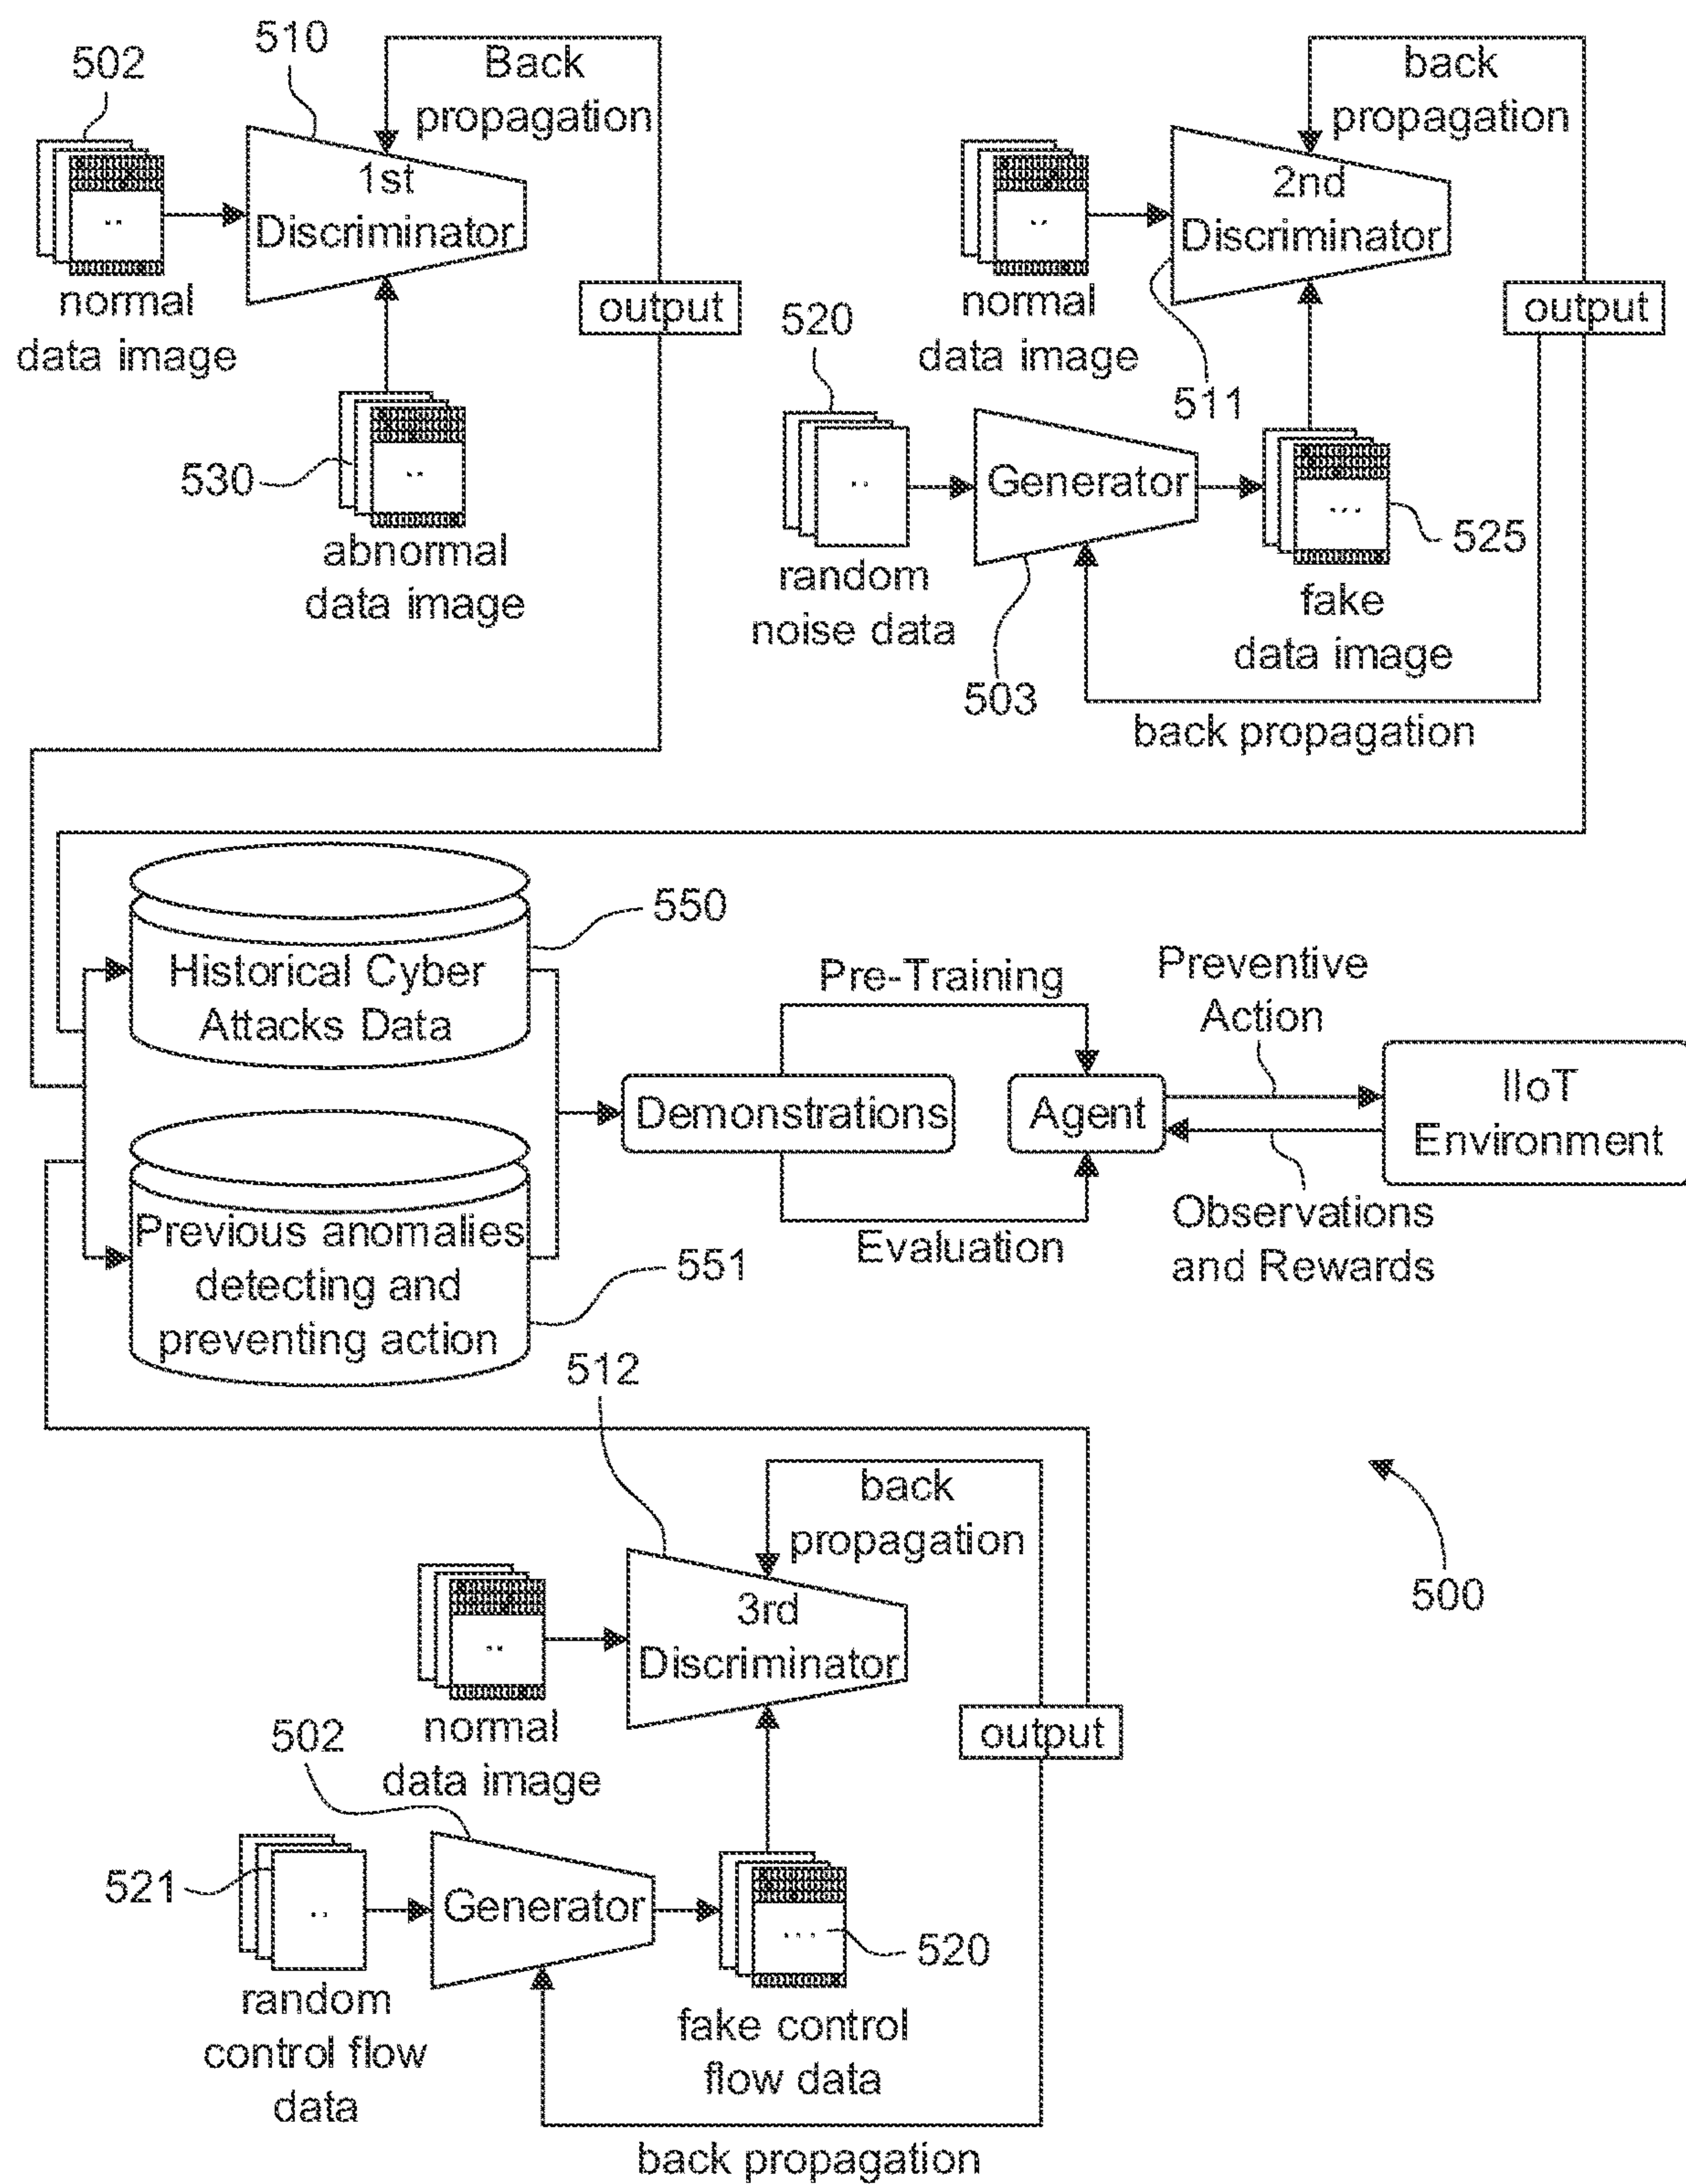 502
510
Back
propagation
1st
Discriminator
normal
data image
output
530
abnormal
data image
back
propagation
2nd
Discriminator
normal
data image
511
output
520
Generator
random
noise data
503
525
fake
data image
back propagation
550
Historical Cyber
Attacks Data
Previous anomalies
detecting and
preventing action
551
Pre-Training
Demonstrations
Evaluation
Agent
Preventive
Action
IIoT
Environment
Observations
and Rewards
512
back
propagation
3rd
Discriminator
normal
data image
output
500
502
521
Generator
random
control flow
data
520
fake control
flow data
back propagation